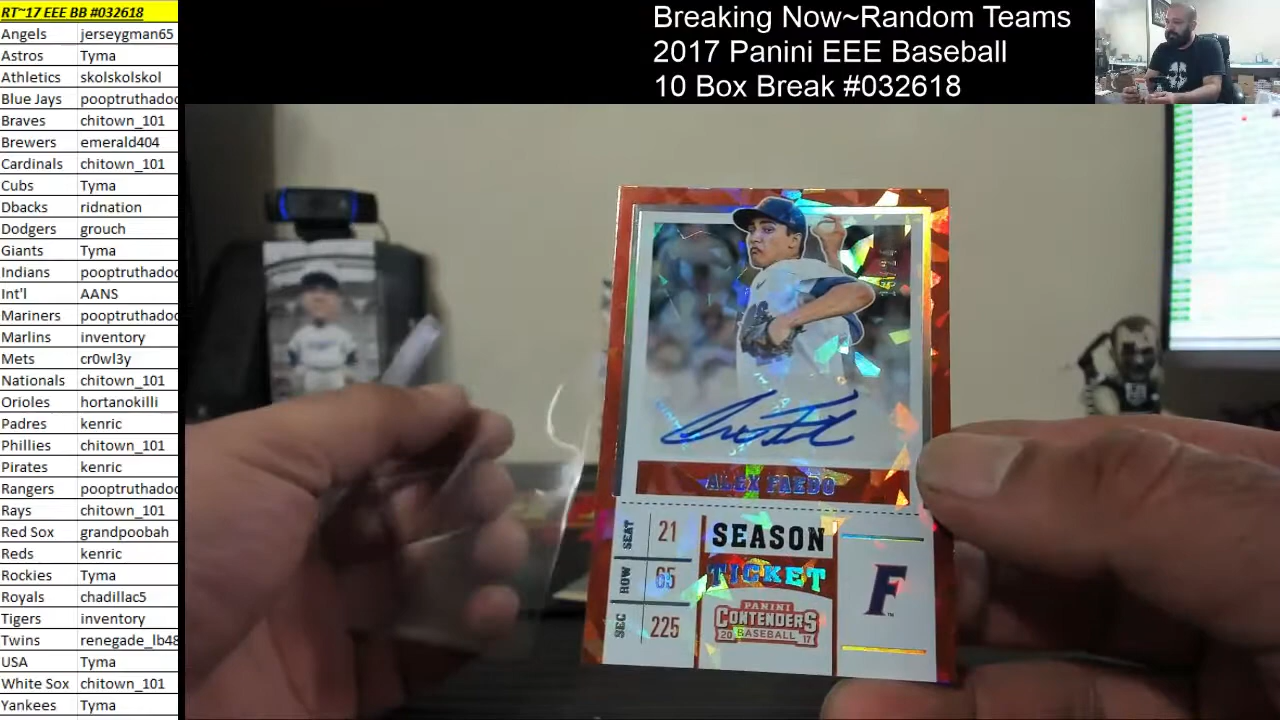 RT~17 EEE BB #032618
Angels jerseygman65
Astros Tyma
Athletics skolskolskol
Blue Jays pooptruthadoo
Braves chitown_101
Brewers emerald404
Cardinals chitown_101
Cubs Tyma
Dbacks ridnation
Dodgers grouch
Giants Tyma
Indians pooptruthadoo
Int'l AANS
Mariners pooptruthadoo
Marlins inventory
Mets cr0wl3y
Nationals chitown_101
Orioles hortanokilli
Padres kenric
Phillies chitown_101
Pirates kenric
Rangers pooptruthadoo
Rays chitown_101
Red Sox grandpoobah
Reds kenric
Rockies Tyma
Royals chadillac5
Tigers inventory
Twins renegade_lb48
USA Tyma
White Sox chitown_101
Yankees Tyma
Breaking Now~Random Teams
2017 Panini EEE Baseball
10 Box Break #032618
ALEX FAEDO
SEAT 21
ROW 65
SEC 225
SEASON
TICKET
PANINI
CONTENDERS
20 BASEBALL 17
F